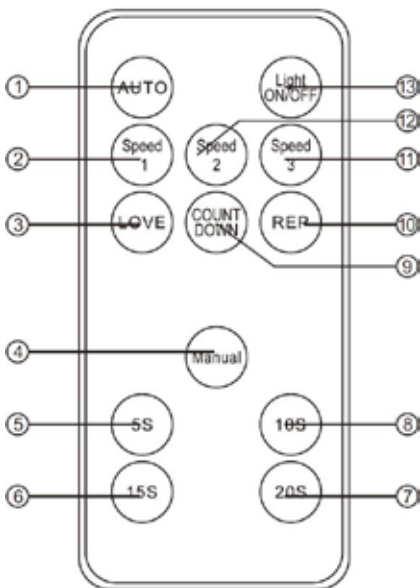 ① AUTO Light ⑬
ON/OFF
⑫
② Speed Speed Speed ⑪
1 2 3
③ LOVE COUNT REP ⑩
DOWN
⑨
④ Manual
⑤ 5S 10S ⑧
⑥ 15S 20S ⑦